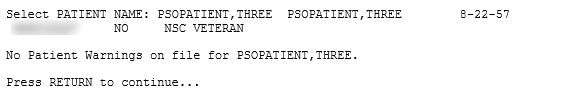 Select PATIENT NAME: PSOPATIENT,THREE  PSOPATIENT,THREE        8-22-57
NO     NSC VETERAN
No Patient Warnings on file for PSOPATIENT,THREE.
Press RETURN to continue...